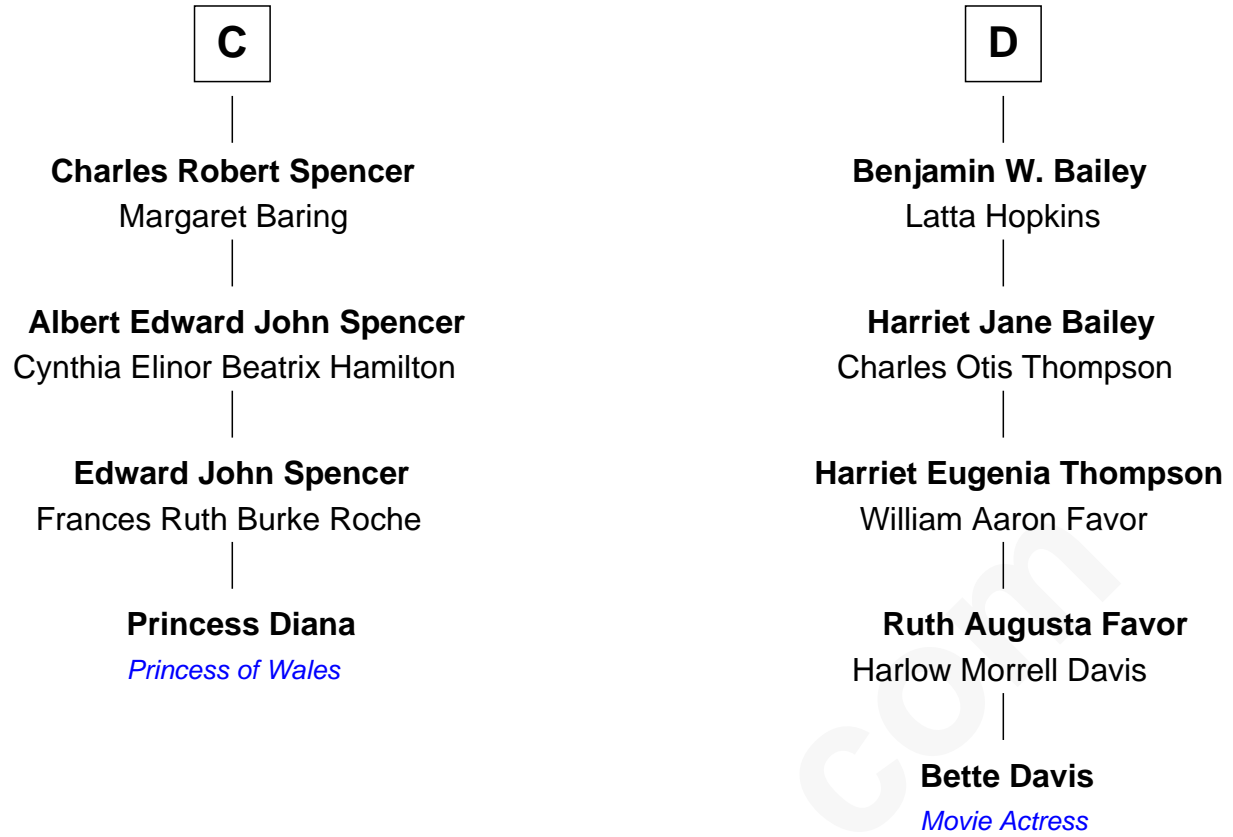 C
Charles Robert Spencer
Margaret Baring
Albert Edward John Spencer
Cynthia Elinor Beatrix Hamilton
Edward John Spencer
Frances Ruth Burke Roche
Princess Diana
Princess of Wales
D
Benjamin W. Bailey
Latta Hopkins
Harriet Jane Bailey
Charles Otis Thompson
Harriet Eugenia Thompson
William Aaron Favor
Ruth Augusta Favor
Harlow Morrell Davis
Bette Davis
Movie Actress
com